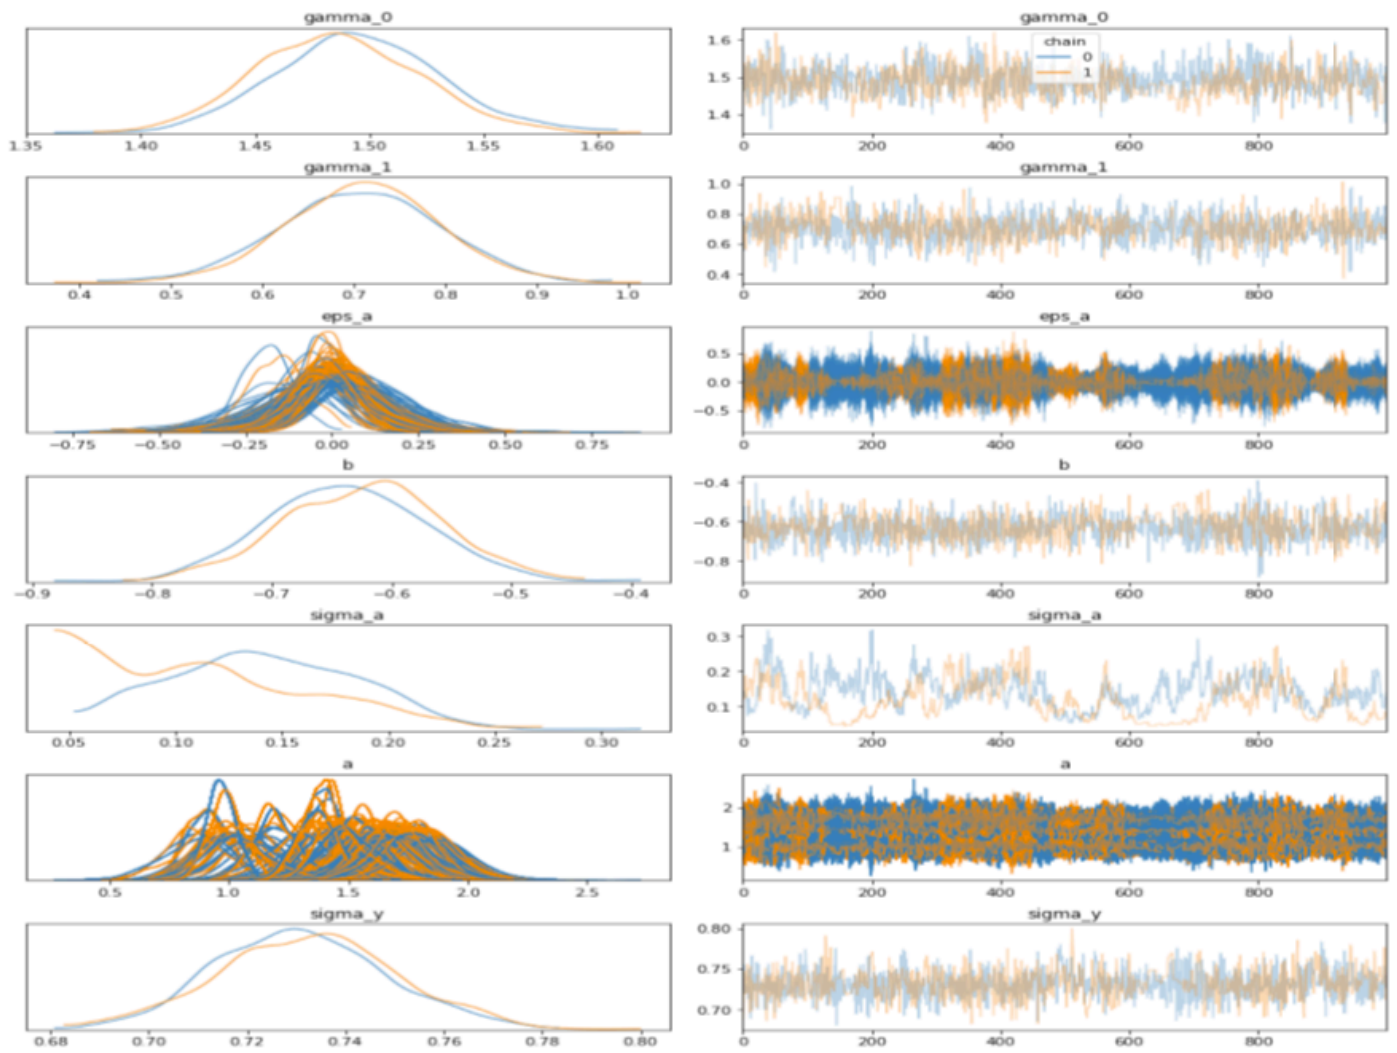 gamma_0 gamma_0
1.6
1.5
1.4
chain
0
1
1.35 1.40 1.45 1.50 1.55 1.60 0 200 400 600 800
gamma_1 gamma_1
1.0
0.8
0.6
0.4
0.4 0.5 0.6 0.7 0.8 0.9 1.0 0 200 400 600 800
eps_a eps_a
0.5
0.0
−0.5
−0.75 −0.50 −0.25 0.00 0.25 0.50 0.75 0 200 400 600 800
b b
−0.4
−0.6
−0.8
−0.9 −0.8 −0.7 −0.6 −0.5 −0.4 0 200 400 600 800
sigma_a sigma_a
0.3
0.2
0.1
0.05 0.10 0.15 0.20 0.25 0.30 0 200 400 600 800
a a
2
1
0.5 1.0 1.5 2.0 2.5 0 200 400 600 800
sigma_y sigma_y
0.80
0.75
0.70
0.68 0.70 0.72 0.74 0.76 0.78 0.80 0 200 400 600 800